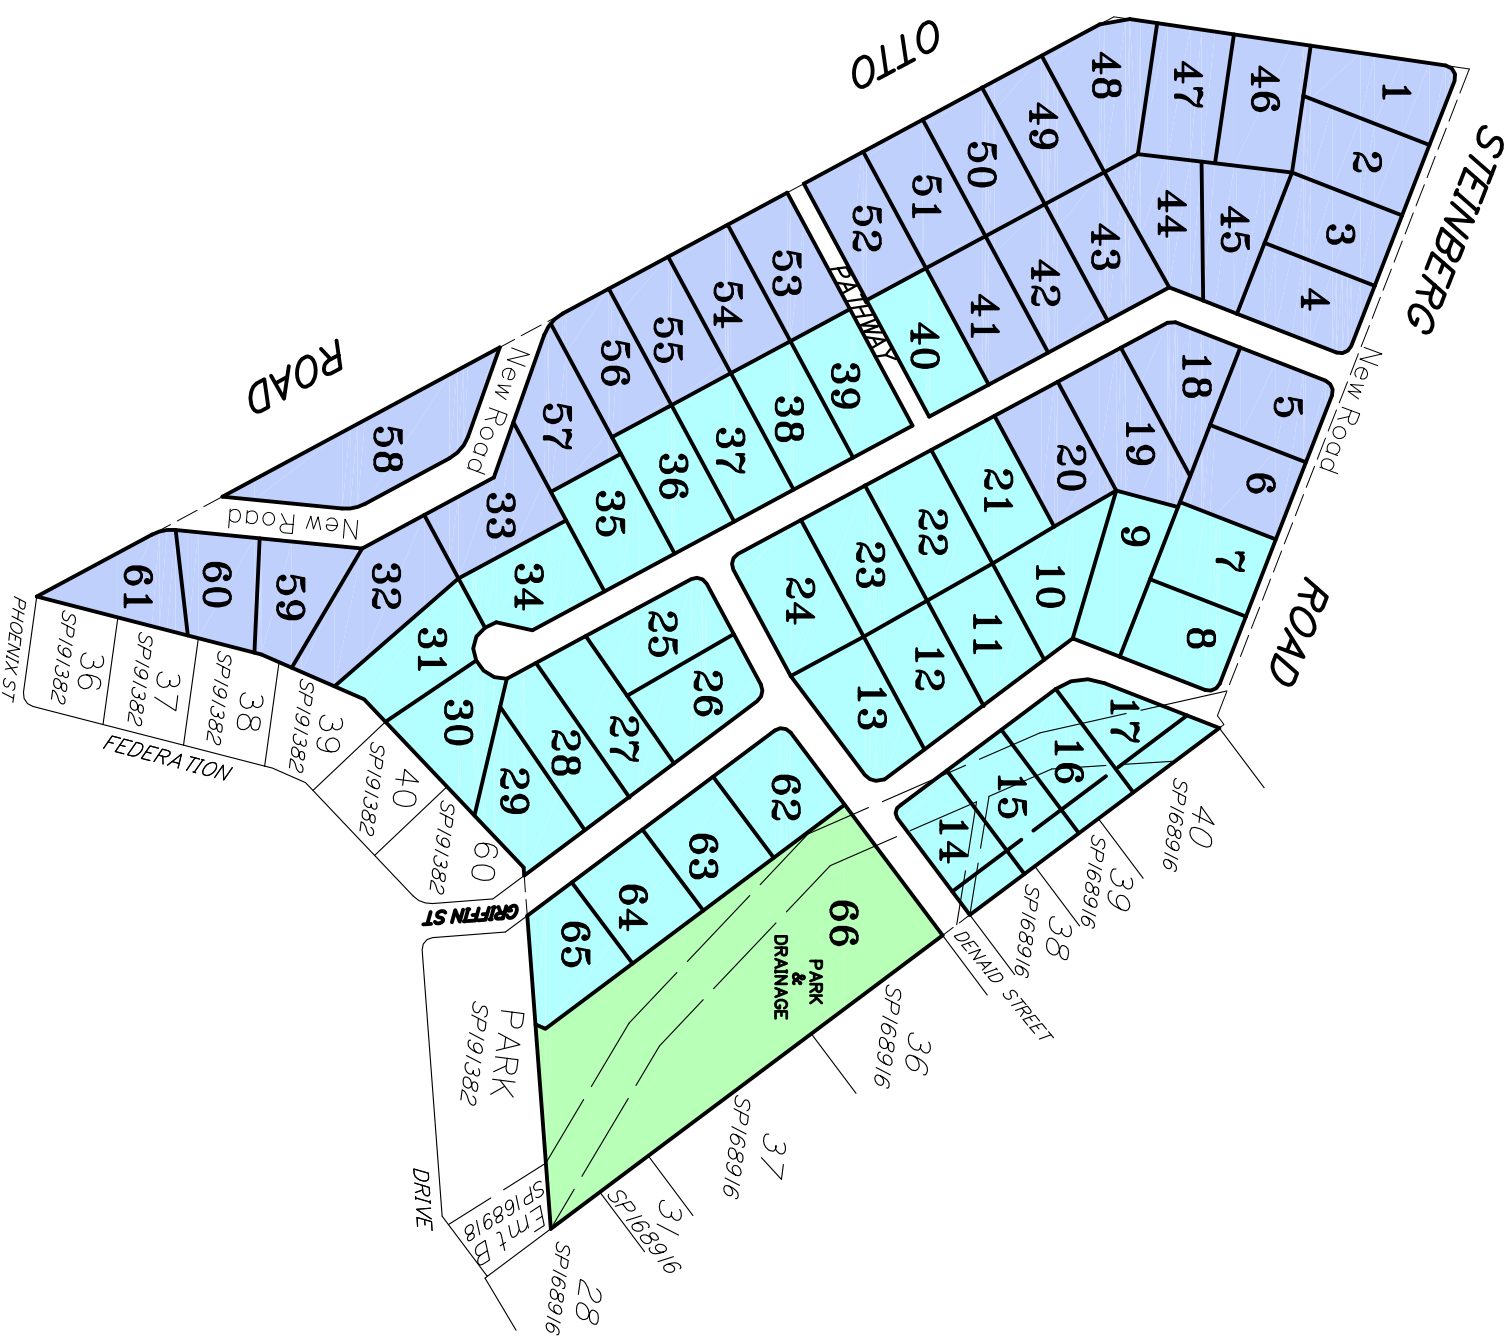 OTTO
ROAD
STEINBERG
ROAD
1
2
3
4
5
6
7
8
9
10
11
12
13
14
15
16
17
18
19
20
21
22
23
24
25
26
27
28
29
30
31
32
33
34
35
36
37
38
39
40
41
42
43
44
45
46
47
48
49
50
51
52
53
54
55
56
57
58
59
60
61
62
63
64
65
66
PARK
&
DRAINAGE
PATHWAY
New Road
New Road
New Road
GRIFFIN ST
DENAID STREET
PHOENIX ST
FEDERATION
DRIVE
36
SP191382
37
SP191382
38
SP191382
39
SP191382
40
SP191382
60
SP191382
PARK
SP191382
Emt B
SP168918
28
SP168916
31
SP168916
37
SP168916
36
SP168916
38
SP168916
39
SP168916
40
SP168916